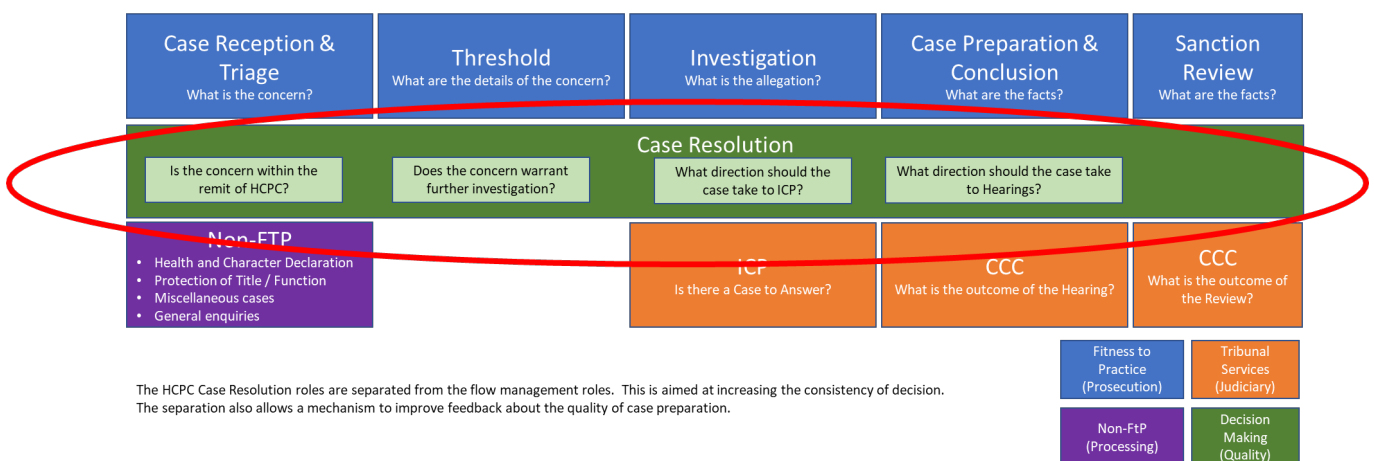 Case Reception &
Triage
What is the concern?
Threshold
What are the details of the concern?
Investigation
What is the allegation?
Case Preparation &
Conclusion
What are the facts?
Sanction
Review
What are the facts?
Case Resolution
Is the concern within the
remit of HCPC?
Does the concern warrant
further investigation?
What direction should the
case take to ICP?
What direction should the case take
to Hearings?
Non-FTP
• Health and Character Declaration
• Protection of Title / Function
• Miscellaneous cases
• General enquiries
ICP
Is there a Case to Answer?
CCC
What is the outcome of the Hearing?
CCC
What is the outcome of
the Review?
The HCPC Case Resolution roles are separated from the flow management roles. This is aimed at increasing the consistency of decision.
The separation also allows a mechanism to improve feedback about the quality of case preparation.
Fitness to
Practice
(Prosecution)
Tribunal
Services
(Judiciary)
Non-FtP
(Processing)
Decision
Making
(Quality)